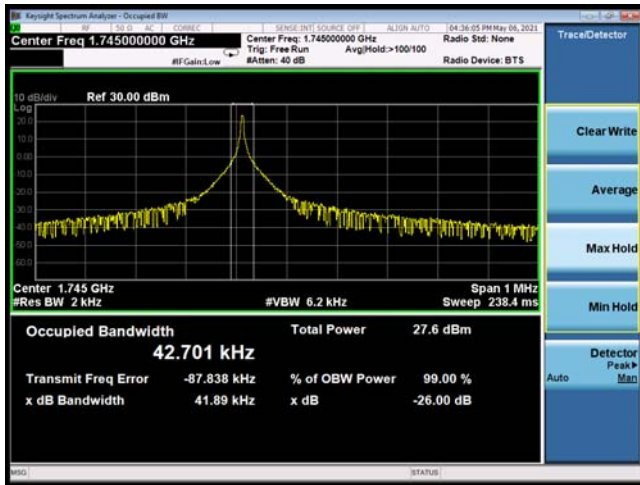 Keysight Spectrum Analyzer - Occupied BW
RF 50 Ω AC CORREC SENSE:INT SOURCE OFF ALIGN AUTO 04:36:05 PM May 06, 2021
Center Freq 1.745000000 GHz Center Freq: 1.745000000 GHz Radio Std: None
Trig: Free Run Avg|Hold:>100/100
#IFGain:Low #Atten: 40 dB Radio Device: BTS
Trace/Detector
10 dB/div Ref 30.00 dBm
Log
20.0
10.0
0.00
-10.0
-20.0
-30.0
-40.0
-50.0
-60.0
Center 1.745 GHz Span 1 MHz
#Res BW 2 kHz #VBW 6.2 kHz Sweep 238.4 ms
Occupied Bandwidth Total Power 27.6 dBm
42.701 kHz
Transmit Freq Error -87.838 kHz % of OBW Power 99.00 %
x dB Bandwidth 41.89 kHz x dB -26.00 dB
Clear Write
Average
Max Hold
Min Hold
Detector
Peak▶
Auto Man
MSG STATUS